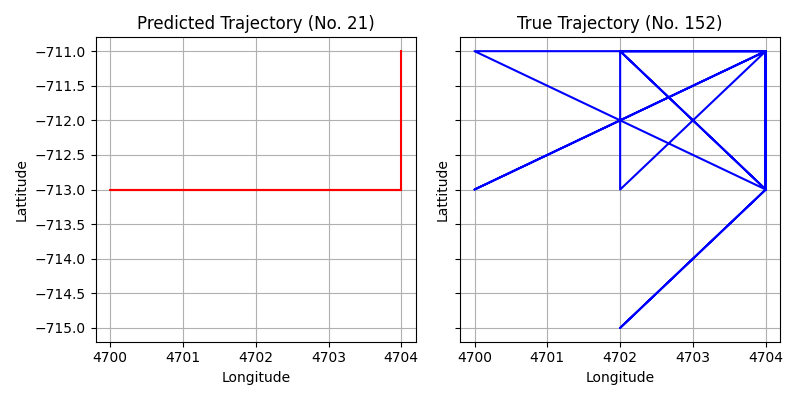 Predicted Trajectory (No. 21)
True Trajectory (No. 152)
Lattitude
−711.0
−711.5
−712.0
−712.5
−713.0
−713.5
−714.0
−714.5
−715.0
4700 4701 4702 4703 4704
Longitude
Lattitude
4700 4701 4702 4703 4704
Longitude